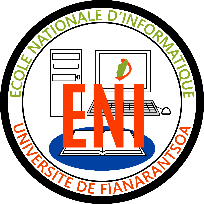 ECOLE NATIONALE D'INFORMATIQUE
ENI
UNIVERSITE DE FIANARANTSOA